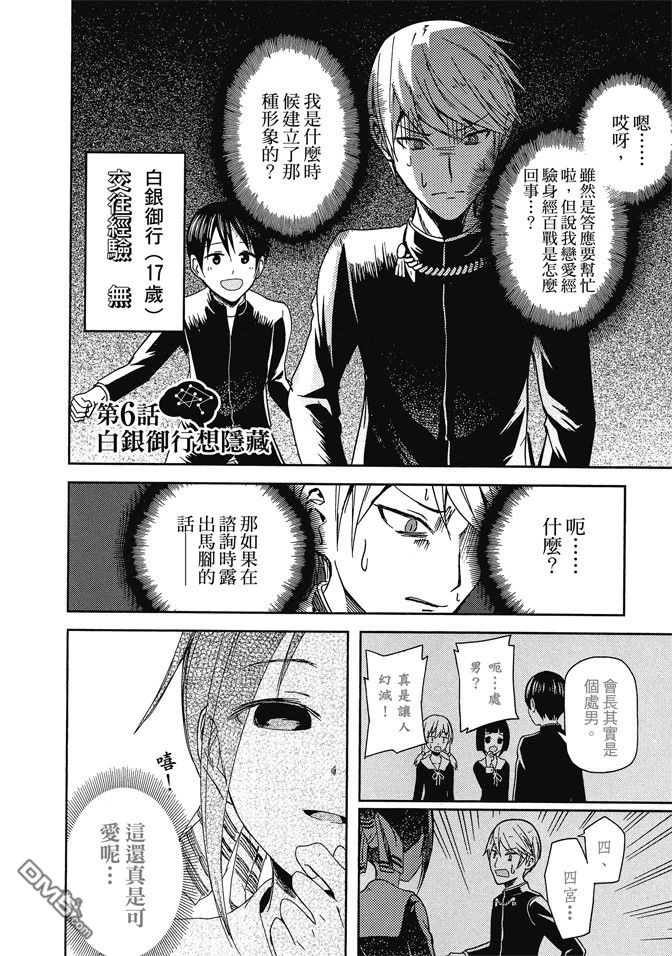 嗯……
哎呀，
雖然是答應要幫忙
啦，但說我戀愛經
驗身經百戰是怎麼
回事…？
我是什麼時
候建立了那
種形象的？
白銀御行（17歲）
交往經驗　無
第6話
白銀御行想隱藏
呃……
什麼？
那如果在
諮詢時露
出馬腳的
話——
會長其實是
個處男。
呃…處
男？
真是讓人
幻滅！
四、
四宮…
嘻！
這還真是可
愛呢…
DM5.com